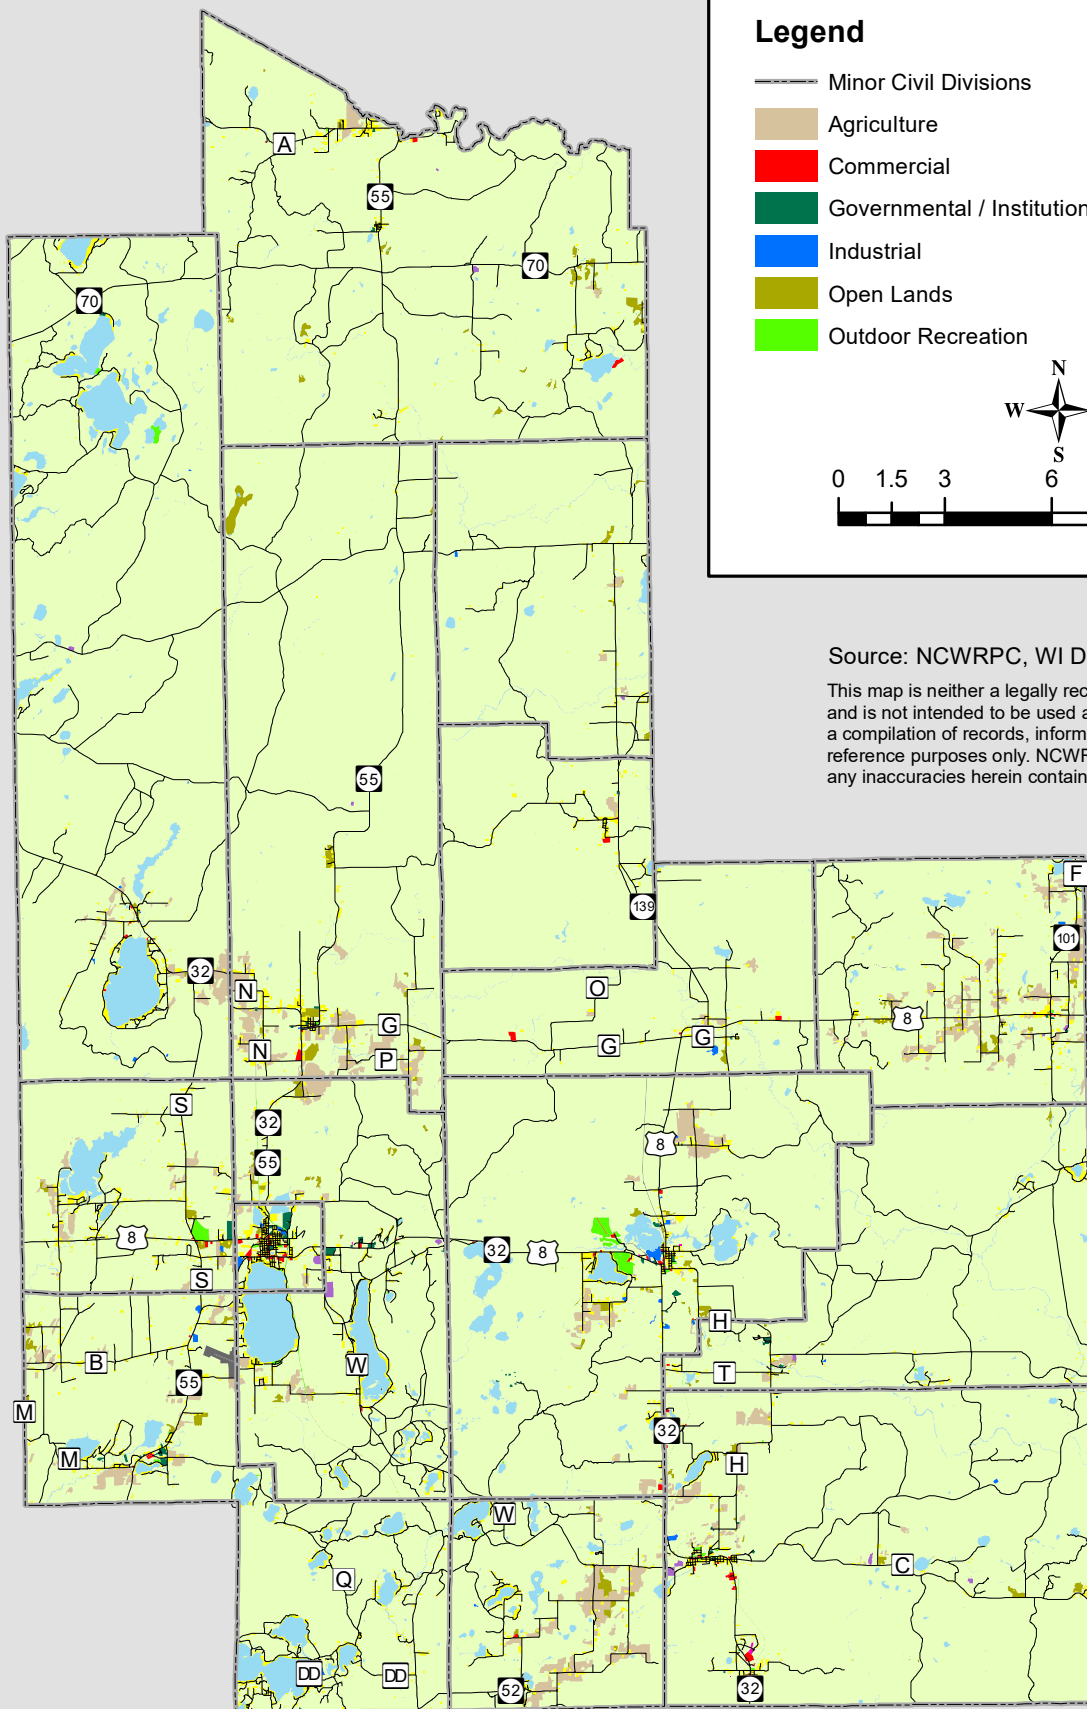 Legend
Minor Civil Divisions
Agriculture
Commercial
Governmental / Institution
Industrial
Open Lands
Outdoor Recreation
N
W
S
0 1.5 3 6
Source: NCWRPC, WI D
This map is neither a legally rec
and is not intended to be used a
a compilation of records, inform
reference purposes only. NCWR
any inaccuracies herein contain
A
55
70
70
55
139
F
101
32
N
O
G
8
G
G
N
P
S
32
8
55
8
32
8
S
H
B
W
T
55
M
32
M
H
W
C
Q
DD
DD
52
32